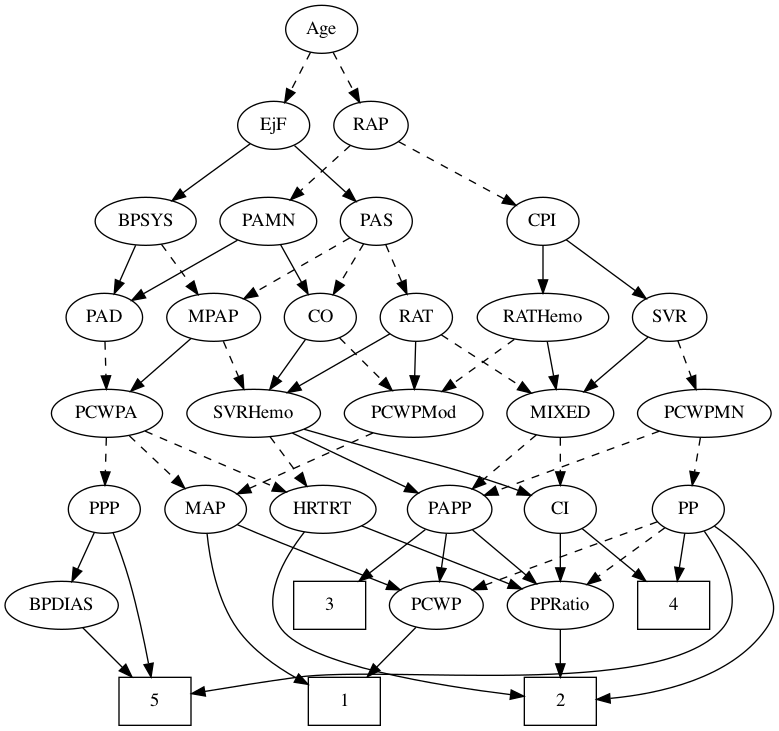 Age
EjF RAP
BPSYS PAMN PAS CPI
PAD MPAP CO RAT RATHemo SVR
PCWPA SVRHemo PCWPMod MIXED PCWPMN
PPP MAP HRTRT PAPP CI PP
BPDIAS 3 PCWP PPRatio 4
5 1 2